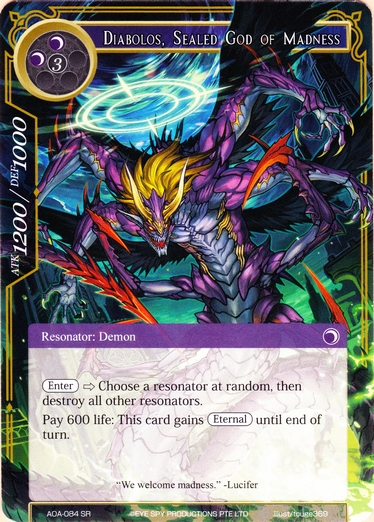 Diabolos, Sealed God of Madness
3
ATK 1200 / DEF 1000
Resonator: Demon
Enter ⇨ Choose a resonator at random, then
destroy all other resonators.
Pay 600 life: This card gains Eternal until end of
turn.
"We welcome madness." -Lucifer
AOA-084 SR
©EYE SPY PRODUCTIONS PTE LTD
Illust/touge369